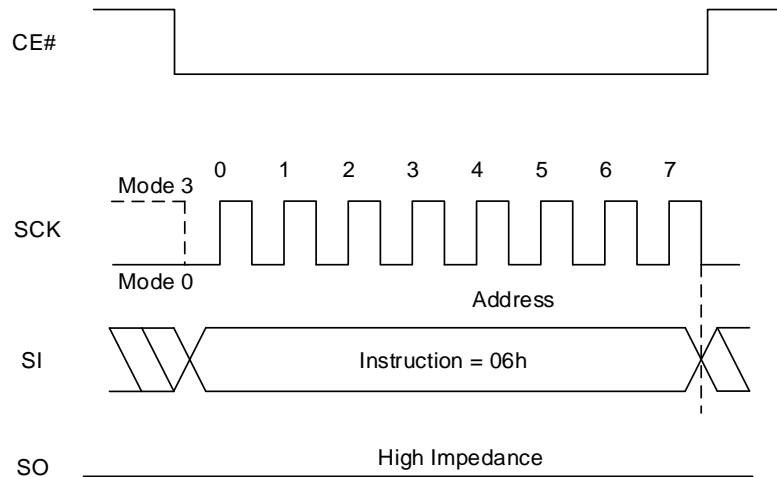 CE#
0 1 2 3 4 5 6 7
Mode 3
SCK
Mode 0
Address
SI
Instruction = 06h
High Impedance
SO